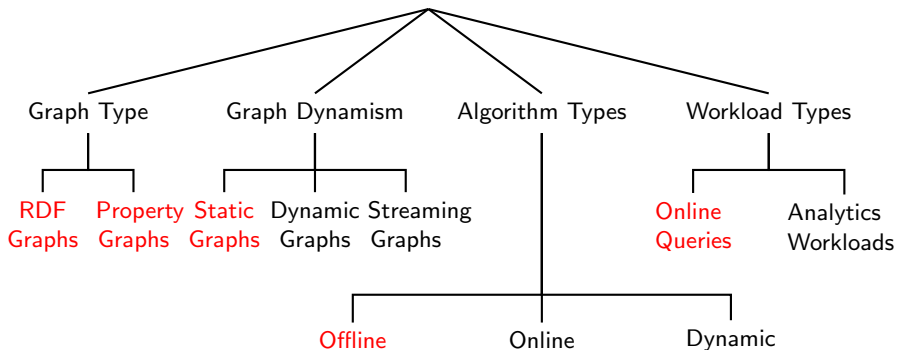 Graph Type
Graph Dynamism
Algorithm Types
Workload Types
RDF
Graphs
Property
Graphs
Static
Graphs
Dynamic
Graphs
Streaming
Graphs
Online
Queries
Analytics
Workloads
Offline
Online
Dynamic